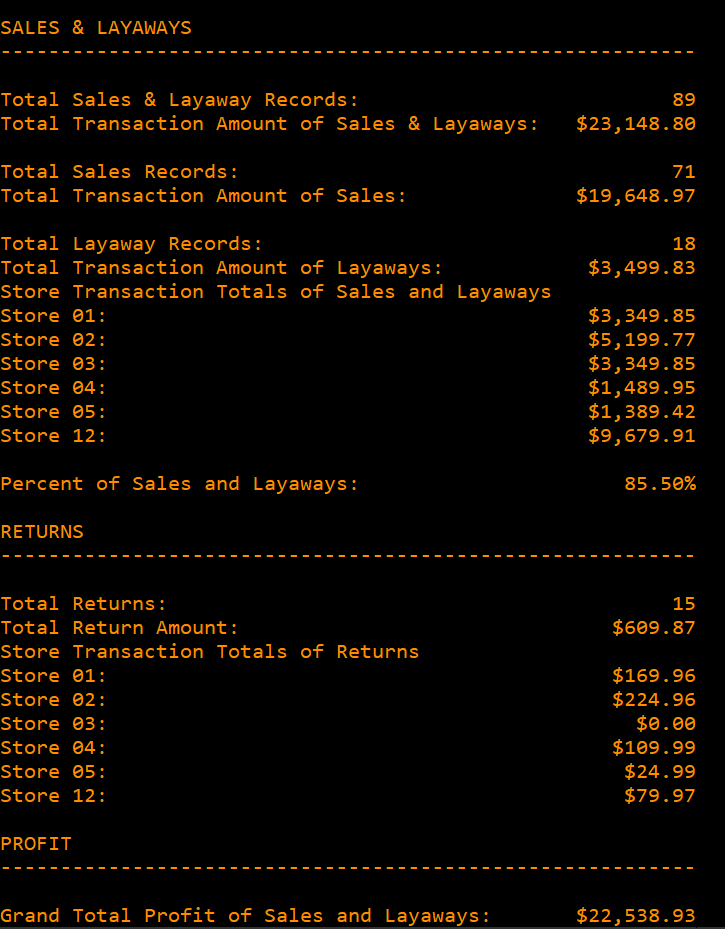 SALES & LAYAWAYS
----------------------------------------------------------
Total Sales & Layaway Records: 89
Total Transaction Amount of Sales & Layaways: $23,148.80
Total Sales Records: 71
Total Transaction Amount of Sales: $19,648.97
Total Layaway Records: 18
Total Transaction Amount of Layaways: $3,499.83
Store Transaction Totals of Sales and Layaways
Store 01: $3,349.85
Store 02: $5,199.77
Store 03: $3,349.85
Store 04: $1,489.95
Store 05: $1,389.42
Store 12: $9,679.91
Percent of Sales and Layaways: 85.50%
RETURNS
----------------------------------------------------------
Total Returns: 15
Total Return Amount: $609.87
Store Transaction Totals of Returns
Store 01: $169.96
Store 02: $224.96
Store 03: $0.00
Store 04: $109.99
Store 05: $24.99
Store 12: $79.97
PROFIT
----------------------------------------------------------
Grand Total Profit of Sales and Layaways: $22,538.93